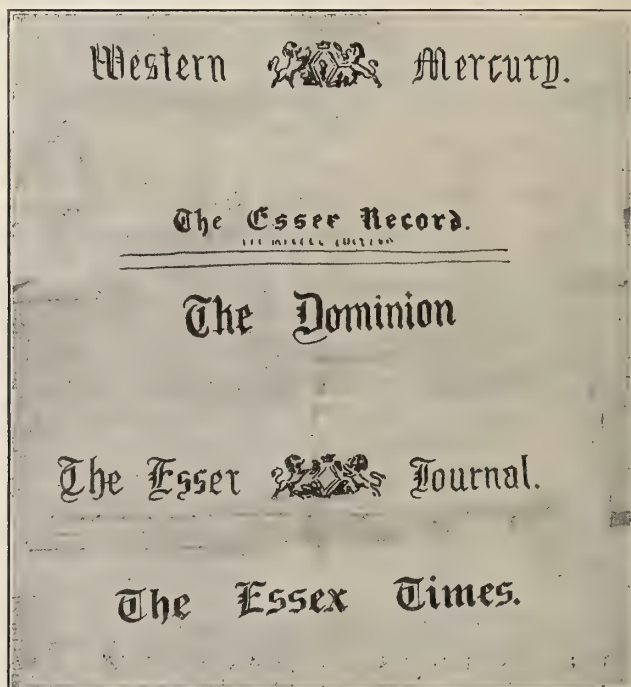 Western Mercury.
The Essex Record.
The Dominion
The Essex Journal.
The Essex Times.